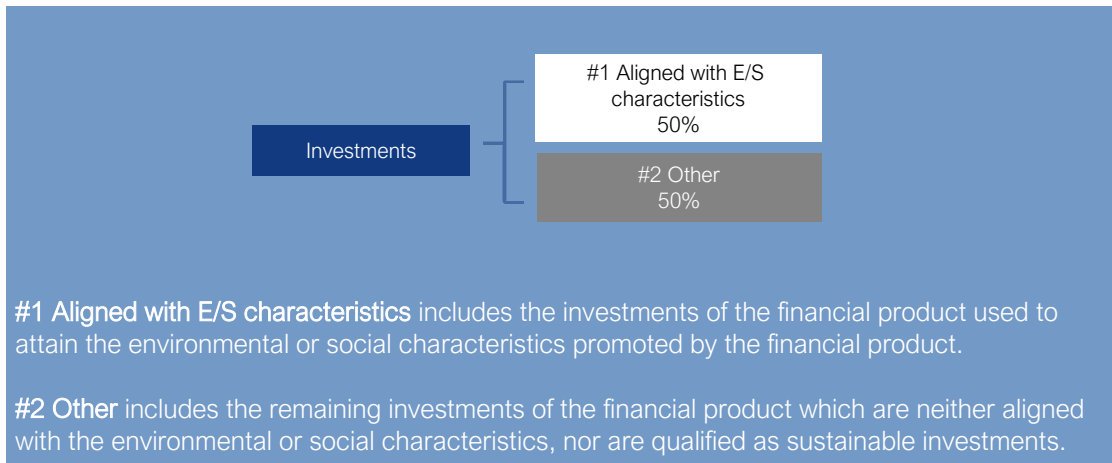 #1 Aligned with E/S
characteristics
50%
Investments
#2 Other
50%
#1 Aligned with E/S characteristics includes the investments of the financial product used to
attain the environmental or social characteristics promoted by the financial product.
#2 Other includes the remaining investments of the financial product which are neither aligned
with the environmental or social characteristics, nor are qualified as sustainable investments.